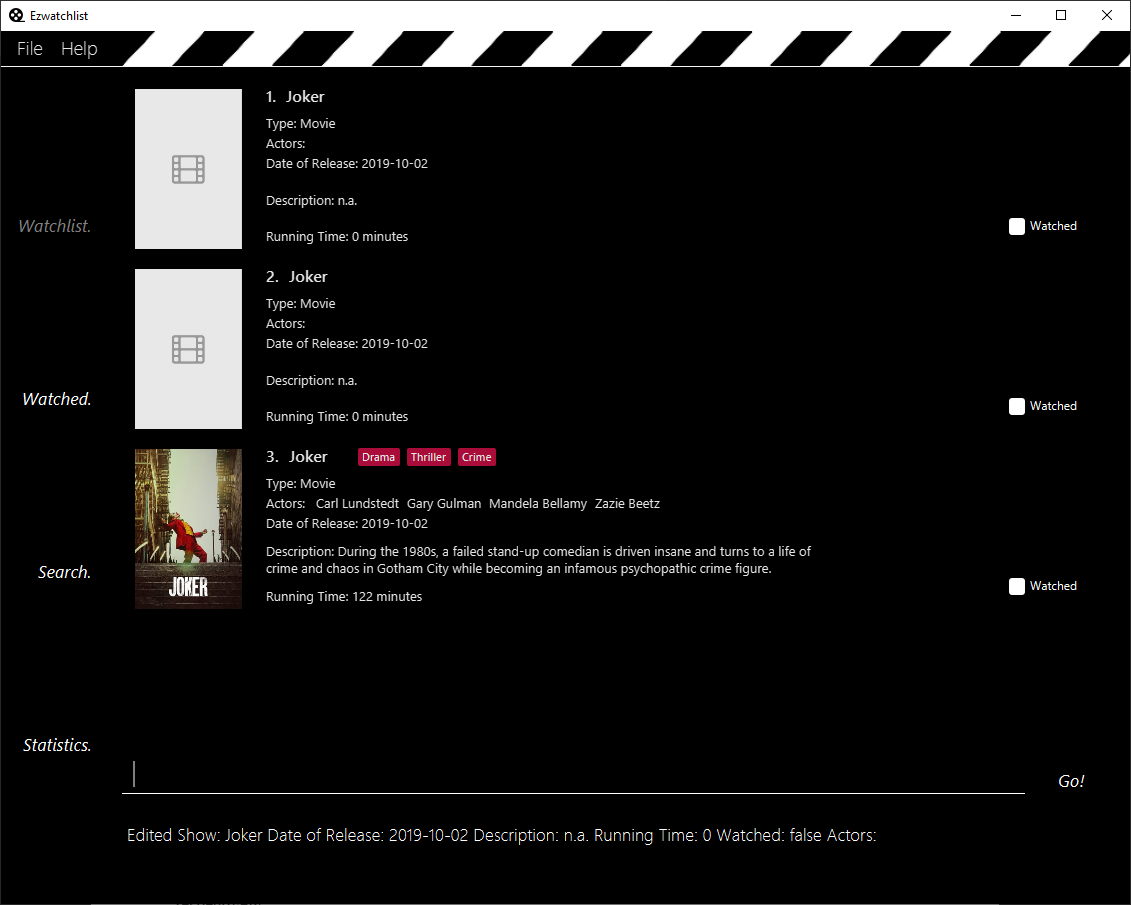 Ezwatchlist
File Help
Watchlist.
Watched.
Search.
Statistics.
1. Joker
Type: Movie
Actors:
Date of Release: 2019-10-02
Description: n.a.
Running Time: 0 minutes
Watched
2. Joker
Type: Movie
Actors:
Date of Release: 2019-10-02
Description: n.a.
Running Time: 0 minutes
Watched
JOKER
3. Joker Drama Thriller Crime
Type: Movie
Actors: Carl Lundstedt Gary Gulman Mandela Bellamy Zazie Beetz
Date of Release: 2019-10-02
Description: During the 1980s, a failed stand-up comedian is driven insane and turns to a life of
crime and chaos in Gotham City while becoming an infamous psychopathic crime figure.
Running Time: 122 minutes
Watched
Go!
Edited Show: Joker Date of Release: 2019-10-02 Description: n.a. Running Time: 0 Watched: false Actors: